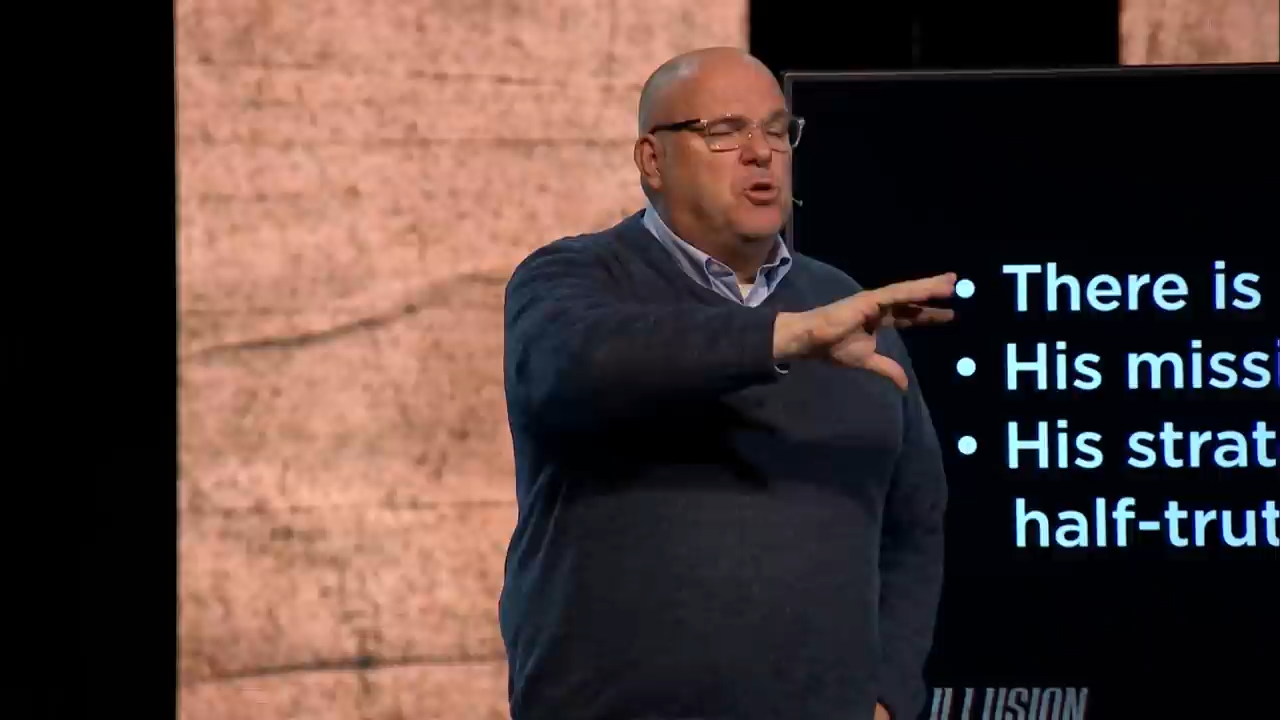 • There is
• His missi
• His strat
half-trut
ILLUSION